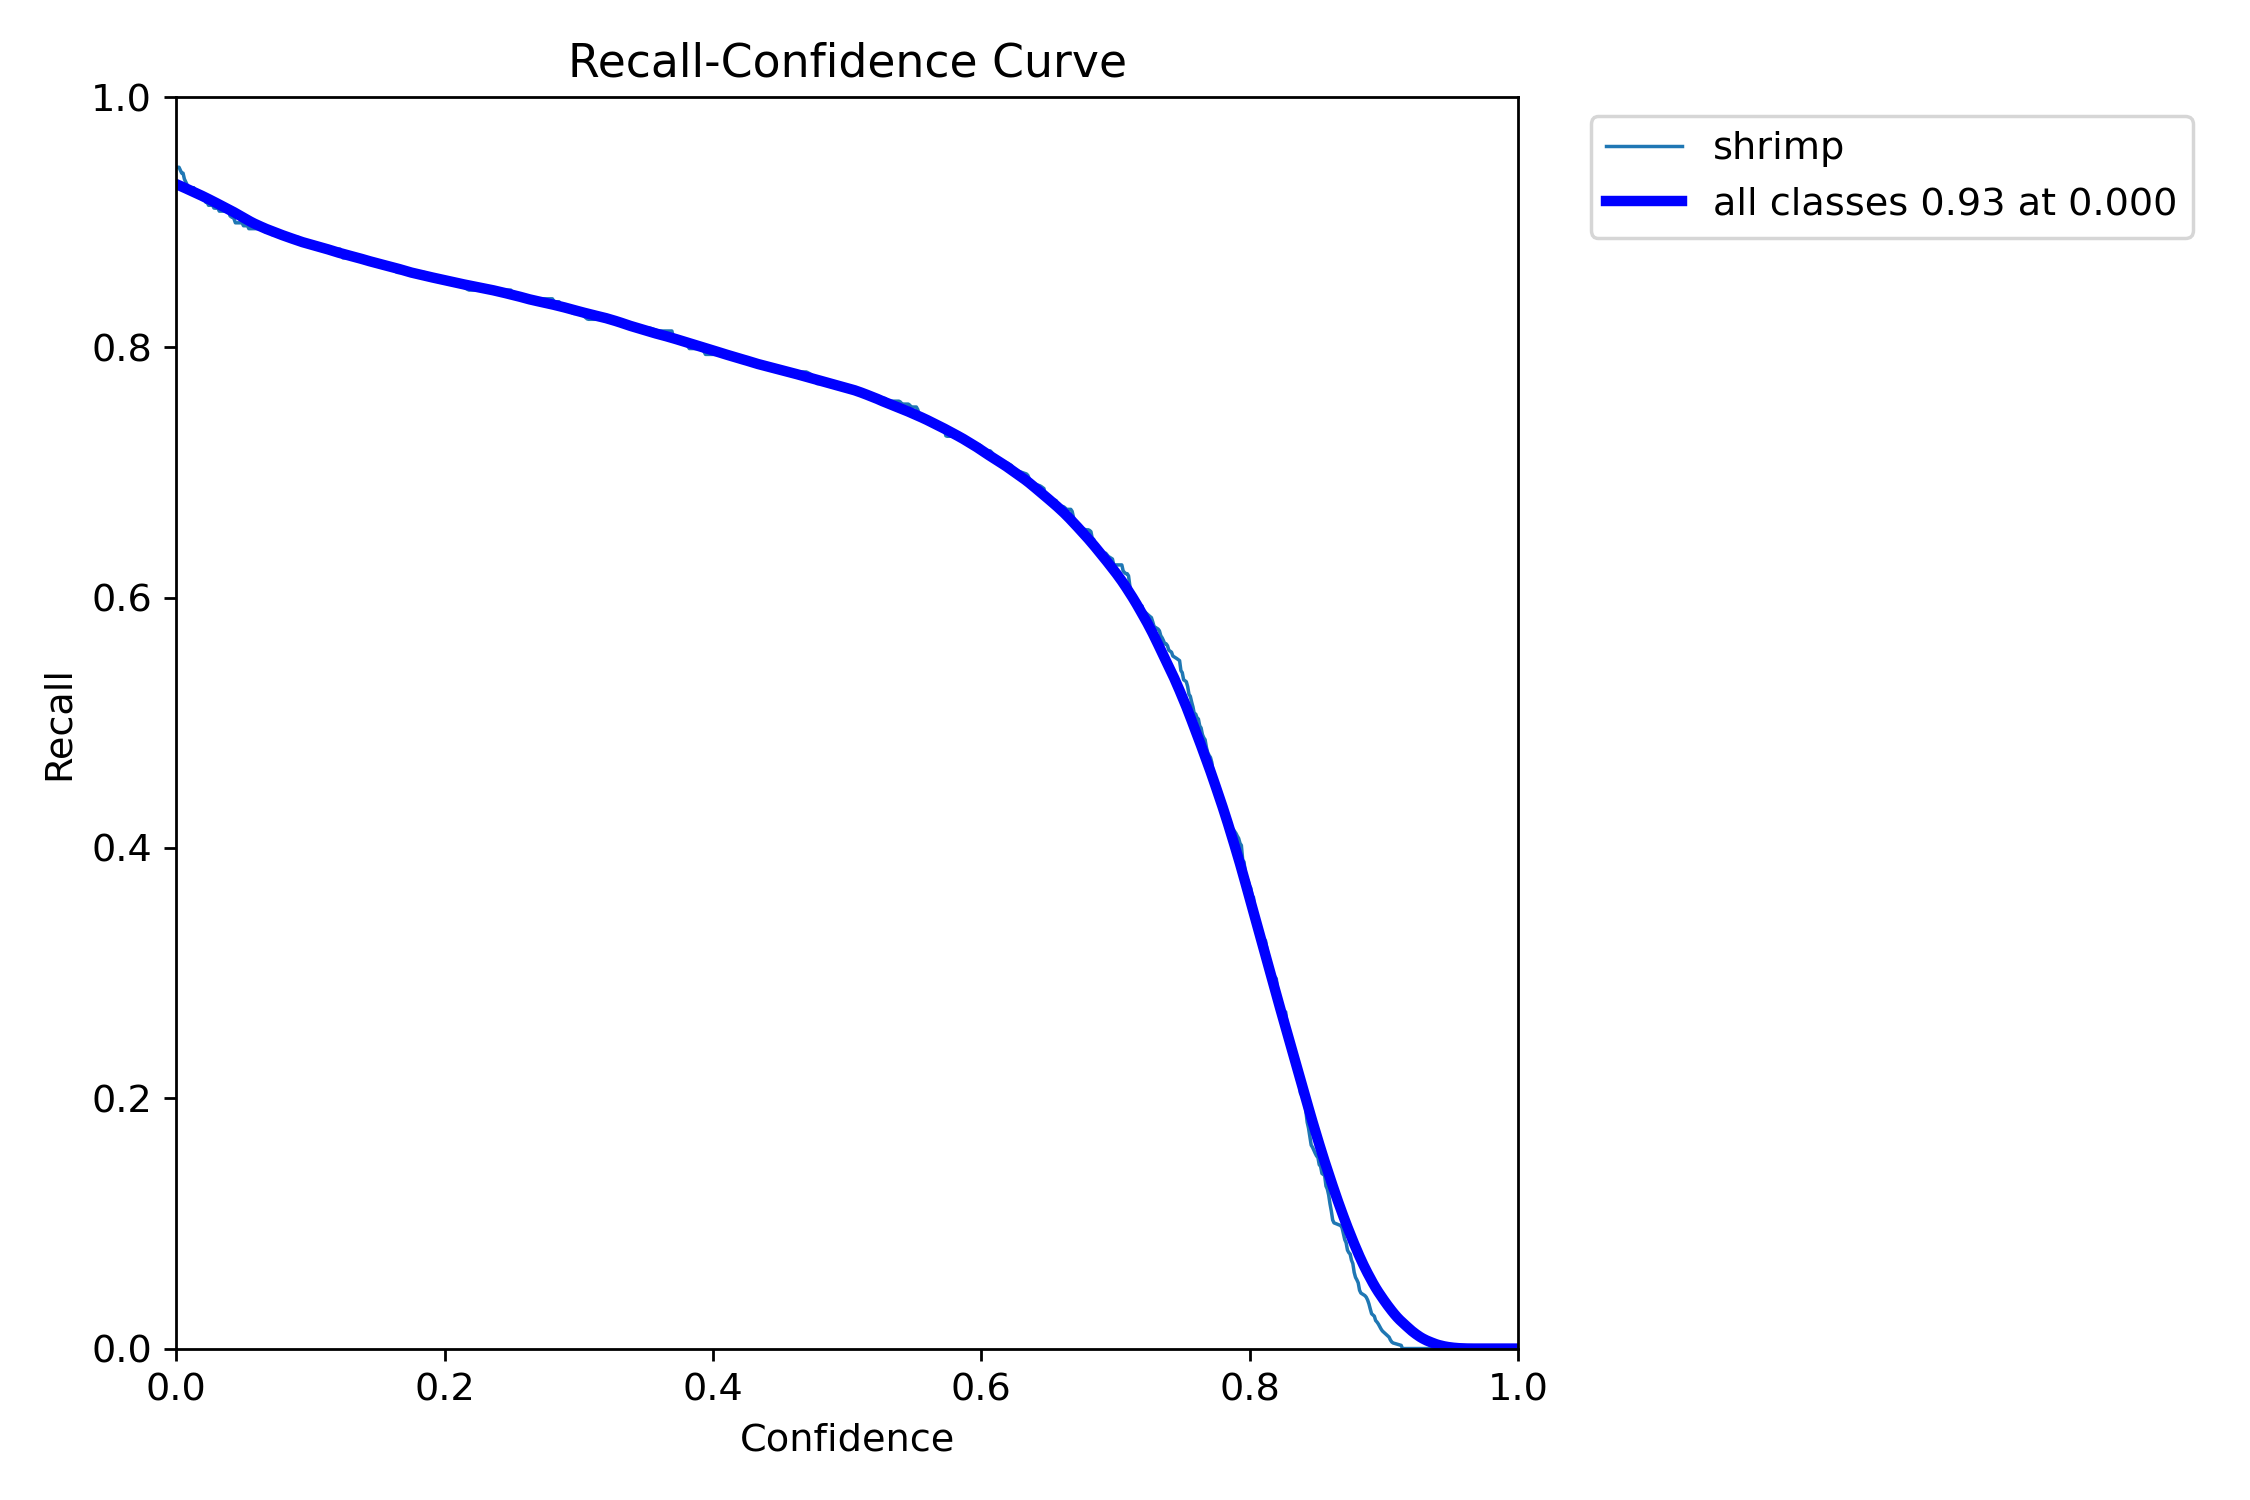 Recall-Confidence Curve
1.0
0.8
0.6
0.4
0.2
0.0
Recall
0.0 0.2 0.4 0.6 0.8 1.0
Confidence
shrimp
all classes 0.93 at 0.000